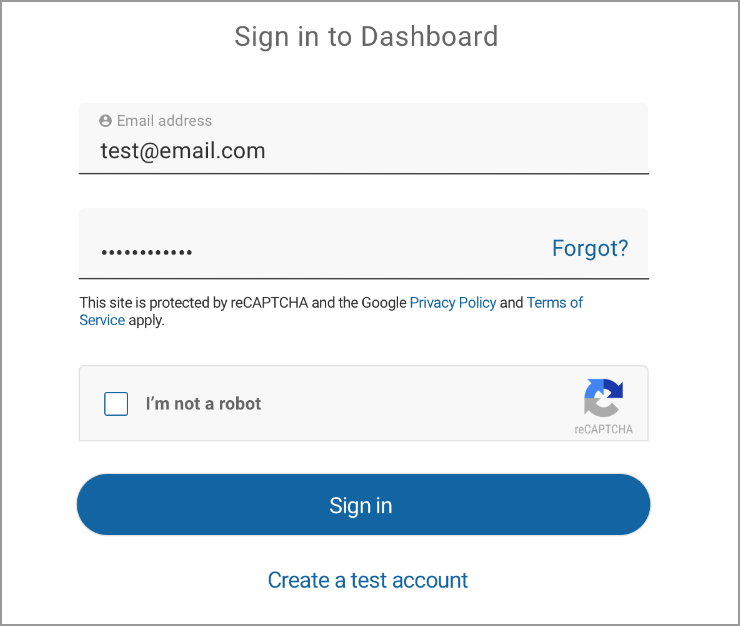 Sign in to Dashboard
Email address
test@email.com
••••••••••••
Forgot?
This site is protected by reCAPTCHA and the Google Privacy Policy and Terms of
Service apply.
I’m not a robot
reCAPTCHA
Sign in
Create a test account